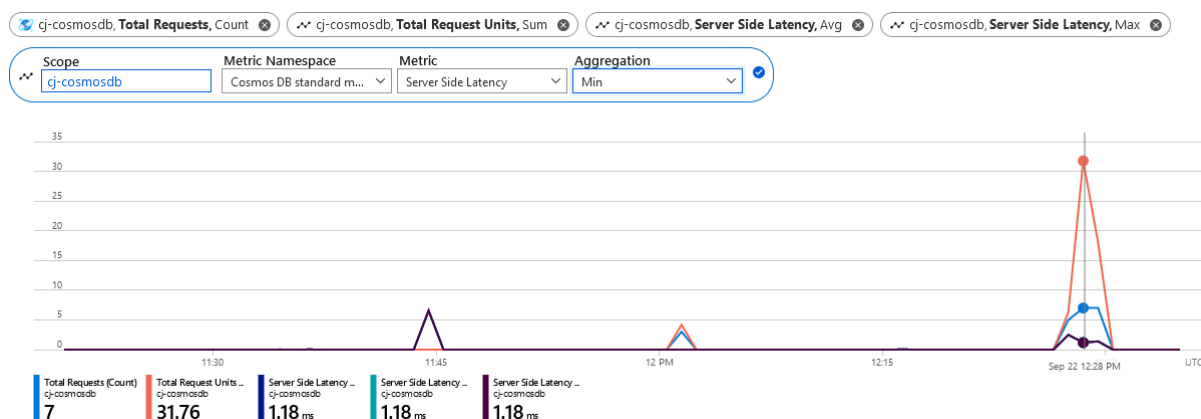 cj-cosmosdb, Total Requests, Count
cj-cosmosdb, Total Request Units, Sum
cj-cosmosdb, Server Side Latency, Avg
cj-cosmosdb, Server Side Latency, Max
Scope
Metric Namespace
Metric
Aggregation
cj-cosmosdb
Cosmos DB standard m...
Server Side Latency
Min
35
30
25
20
15
10
5
0
11:30
11:45
12 PM
12:15
Sep 22 12:28 PM
UTC
Total Requests (Count)
cj-cosmosdb
7
Total Request Units ...
cj-cosmosdb
31.76
Server Side Latency ...
cj-cosmosdb
1.18 ms
Server Side Latency ...
cj-cosmosdb
1.18 ms
Server Side Latency ...
cj-cosmosdb
1.18 ms